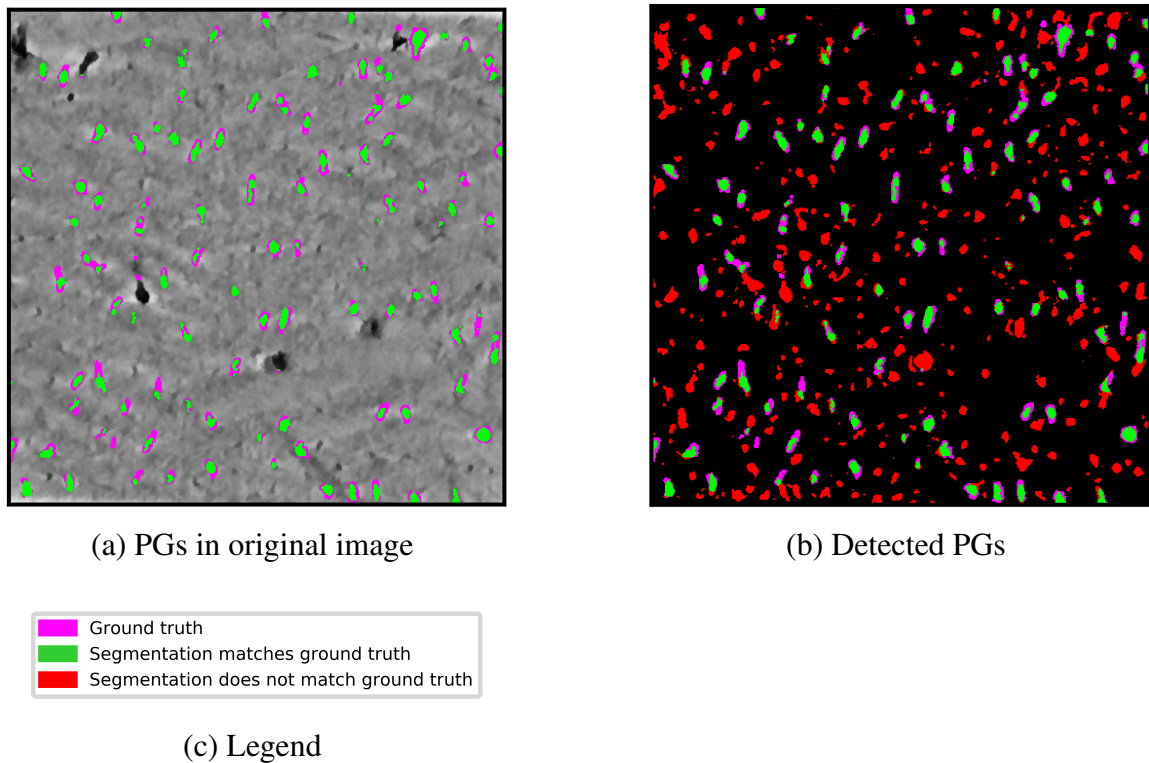 (a) PGs in original image
(b) Detected PGs
Ground truth
Segmentation matches ground truth
Segmentation does not match ground truth
(c) Legend